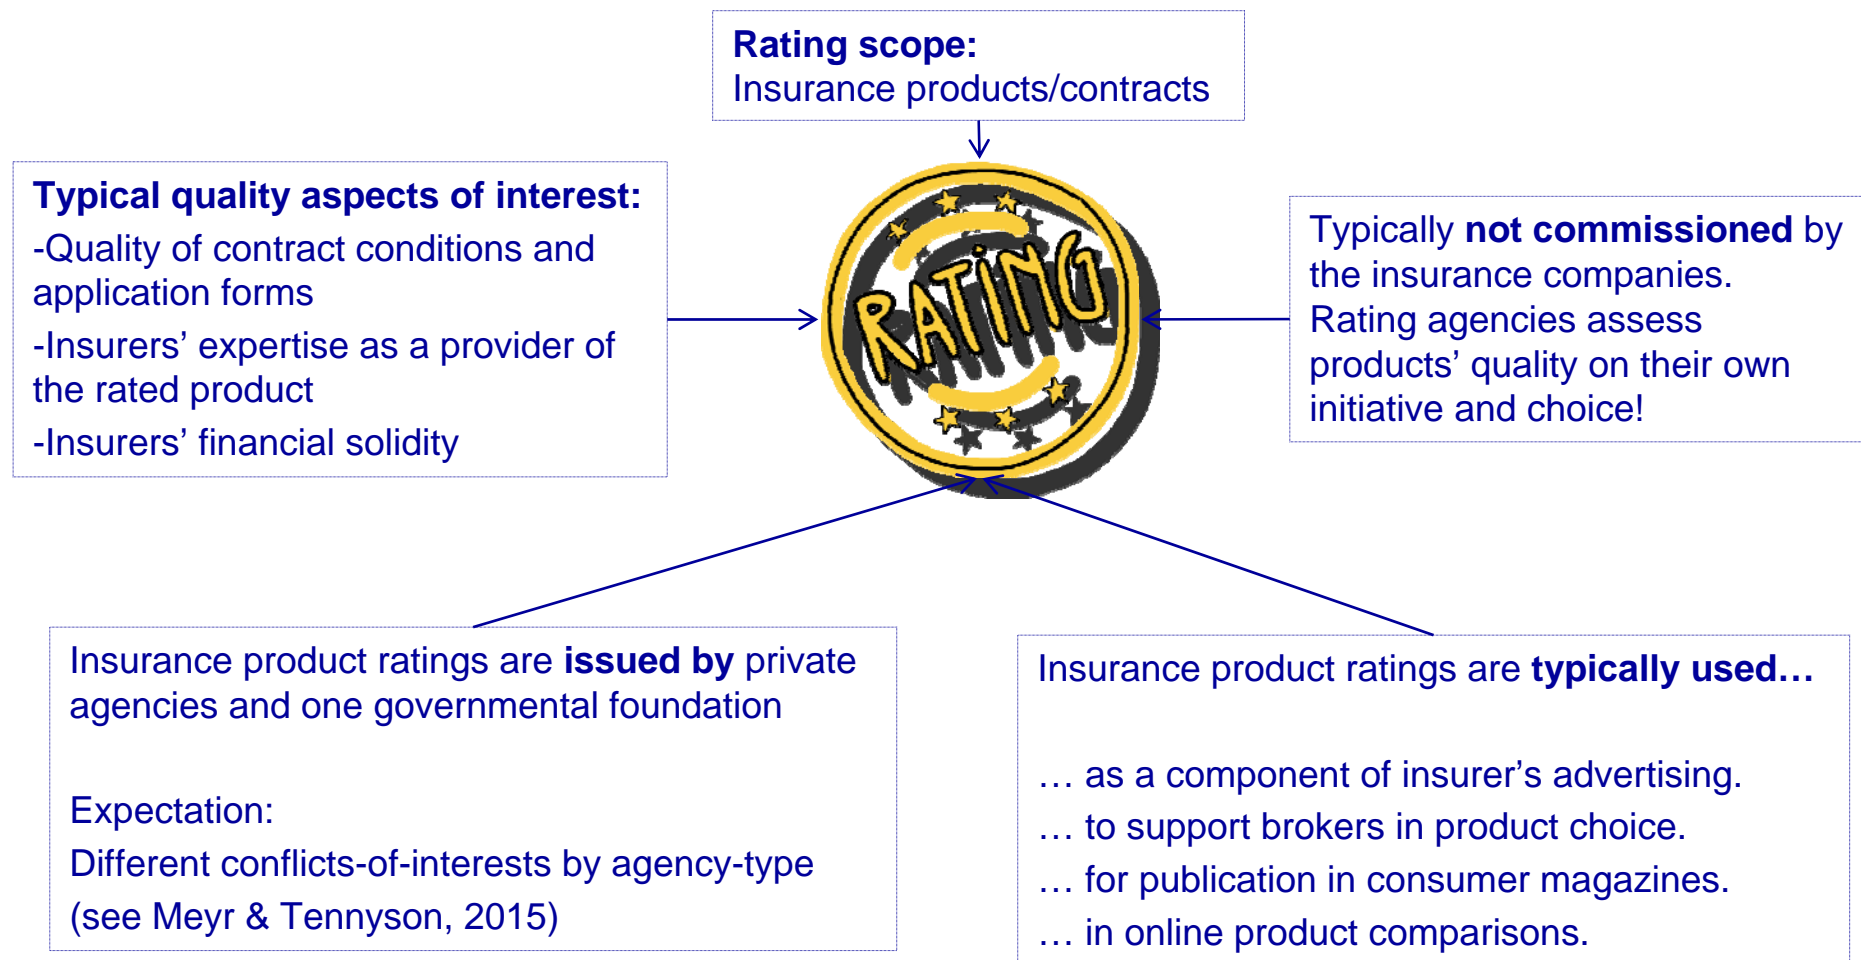 Rating scope:
Insurance products/contracts
Typical quality aspects of interest:
-Quality of contract conditions and
application forms
-Insurers’ expertise as a provider of
the rated product
-Insurers’ financial solidity
RATiNG
Typically not commissioned by
the insurance companies.
Rating agencies assess
products’ quality on their own
initiative and choice!
Insurance product ratings are issued by private
agencies and one governmental foundation
Expectation:
Different conflicts-of-interests by agency-type
(see Meyr & Tennyson, 2015)
Insurance product ratings are typically used…
… as a component of insurer’s advertising.
… to support brokers in product choice.
… for publication in consumer magazines.
… in online product comparisons.